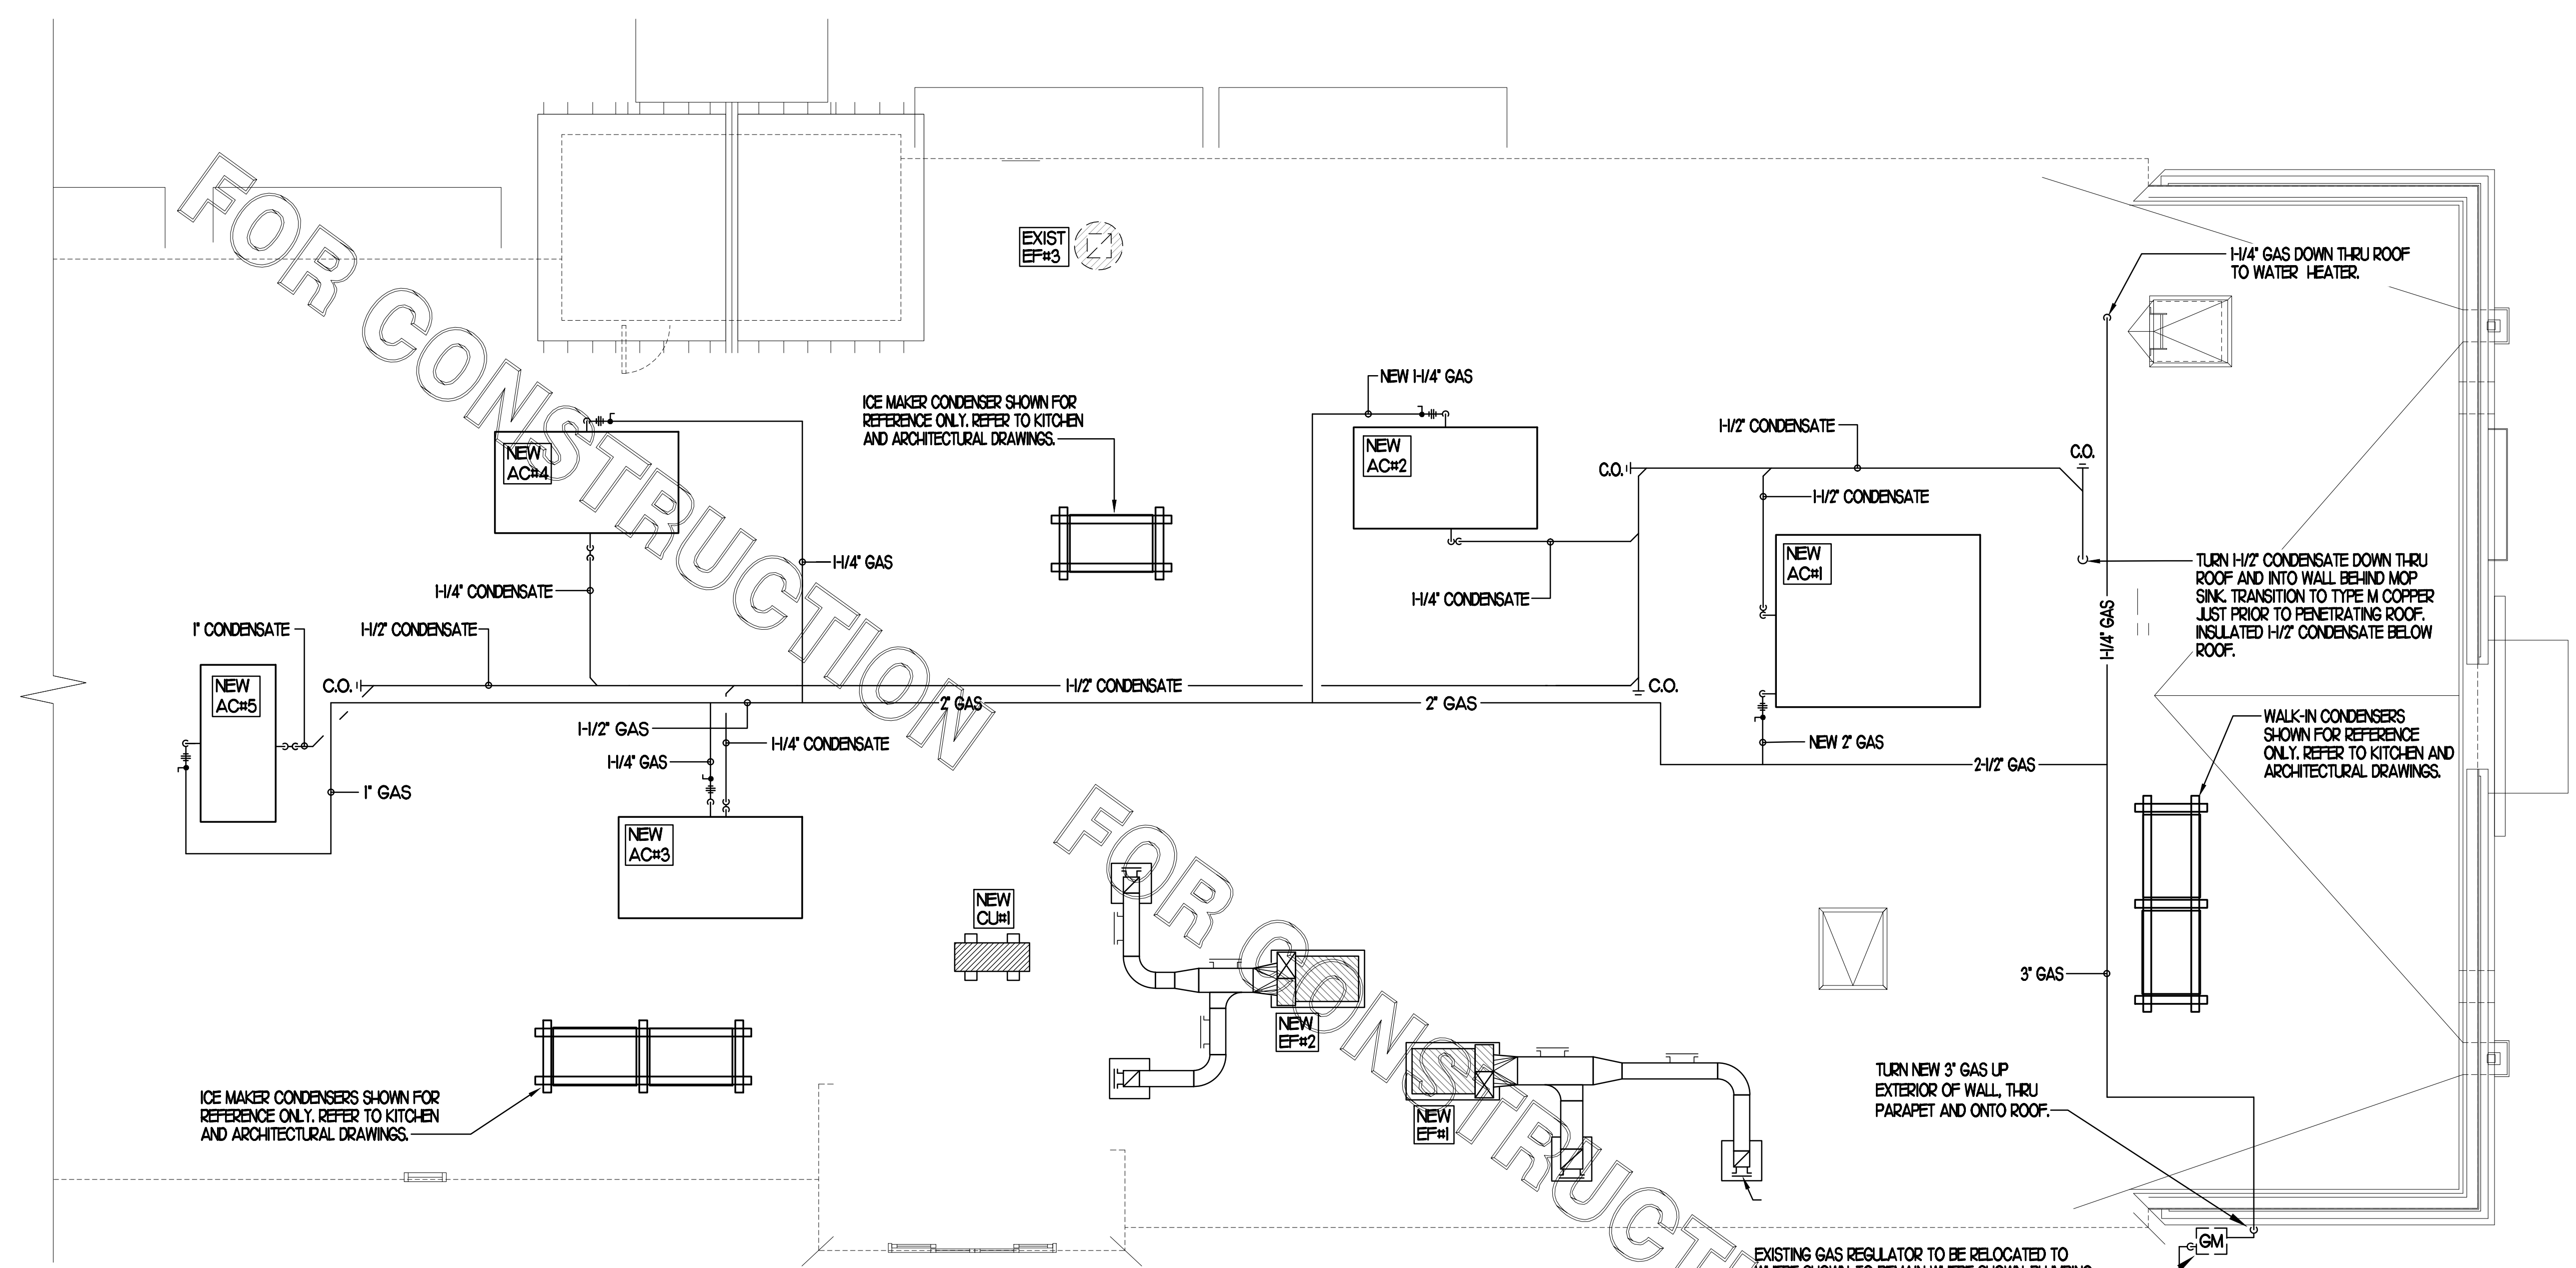 FOR CONSTRUCTION
EXIST
EF#3
1-1/4" GAS DOWN THRU ROOF
TO WATER HEATER.
NEW 1-1/4" GAS
ICE MAKER CONDENSER SHOWN FOR
REFERENCE ONLY. REFER TO KITCHEN
AND ARCHITECTURAL DRAWINGS.
NEW
AC#4
NEW
AC#2
1-1/2" CONDENSATE
C.O.
C.O.
1-1/2" CONDENSATE
1-1/4" GAS
1-1/4" CONDENSATE
1-1/4" CONDENSATE
NEW
AC#1
TURN 1-1/2" CONDENSATE DOWN THRU
ROOF AND INTO WALL BEHIND MOP
SINK. TRANSITION TO TYPE M COPPER
JUST PRIOR TO PENETRATING ROOF.
INSULATED 1-1/2" CONDENSATE BELOW
ROOF.
1-1/4" GAS
1" CONDENSATE
1-1/2" CONDENSATE
NEW
AC#5
C.O.
1-1/2" CONDENSATE
C.O.
2" GAS
2" GAS
1-1/2" GAS
1-1/4" CONDENSATE
1-1/4" GAS
NEW 2" GAS
2-1/2" GAS
WALK-IN CONDENSERS
SHOWN FOR REFERENCE
ONLY. REFER TO KITCHEN AND
ARCHITECTURAL DRAWINGS.
1" GAS
NEW
AC#3
FOR CONSTRUCT
NEW
CU#1
3" GAS
NEW
EF#2
NEW
EF#1
ICE MAKER CONDENSERS SHOWN FOR
REFERENCE ONLY. REFER TO KITCHEN
AND ARCHITECTURAL DRAWINGS.
TURN NEW 3" GAS UP
EXTERIOR OF WALL, THRU
PARAPET AND ONTO ROOF.
GM
EXISTING GAS REGULATOR TO BE RELOCATED TO